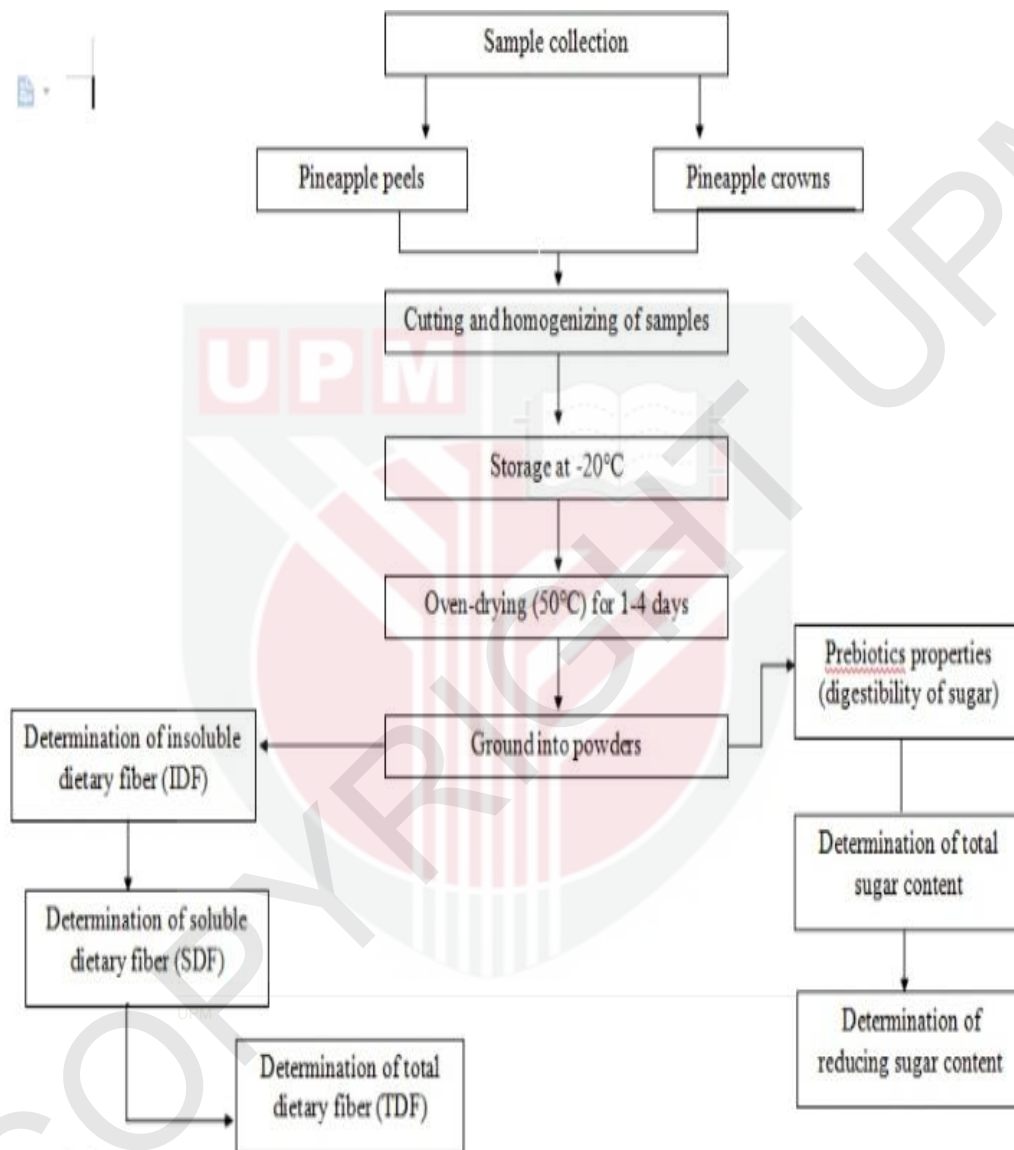 Sample collection
Pineapple peels
Pineapple crowns
Cutting and homogenizing of samples
UPM
Storage at -20°C
Oven-drying (50°C) for 1-4 days
Prebiotics properties
(digestibility of sugar)
Ground into powders
Determination of insoluble
dietary fiber (IDF)
Determination of total
sugar content
Determination of soluble
dietary fiber (SDF)
Determination of
reducing sugar content
Determination of total
dietary fiber (TDF)
UPM
COPYRIGHT UPM